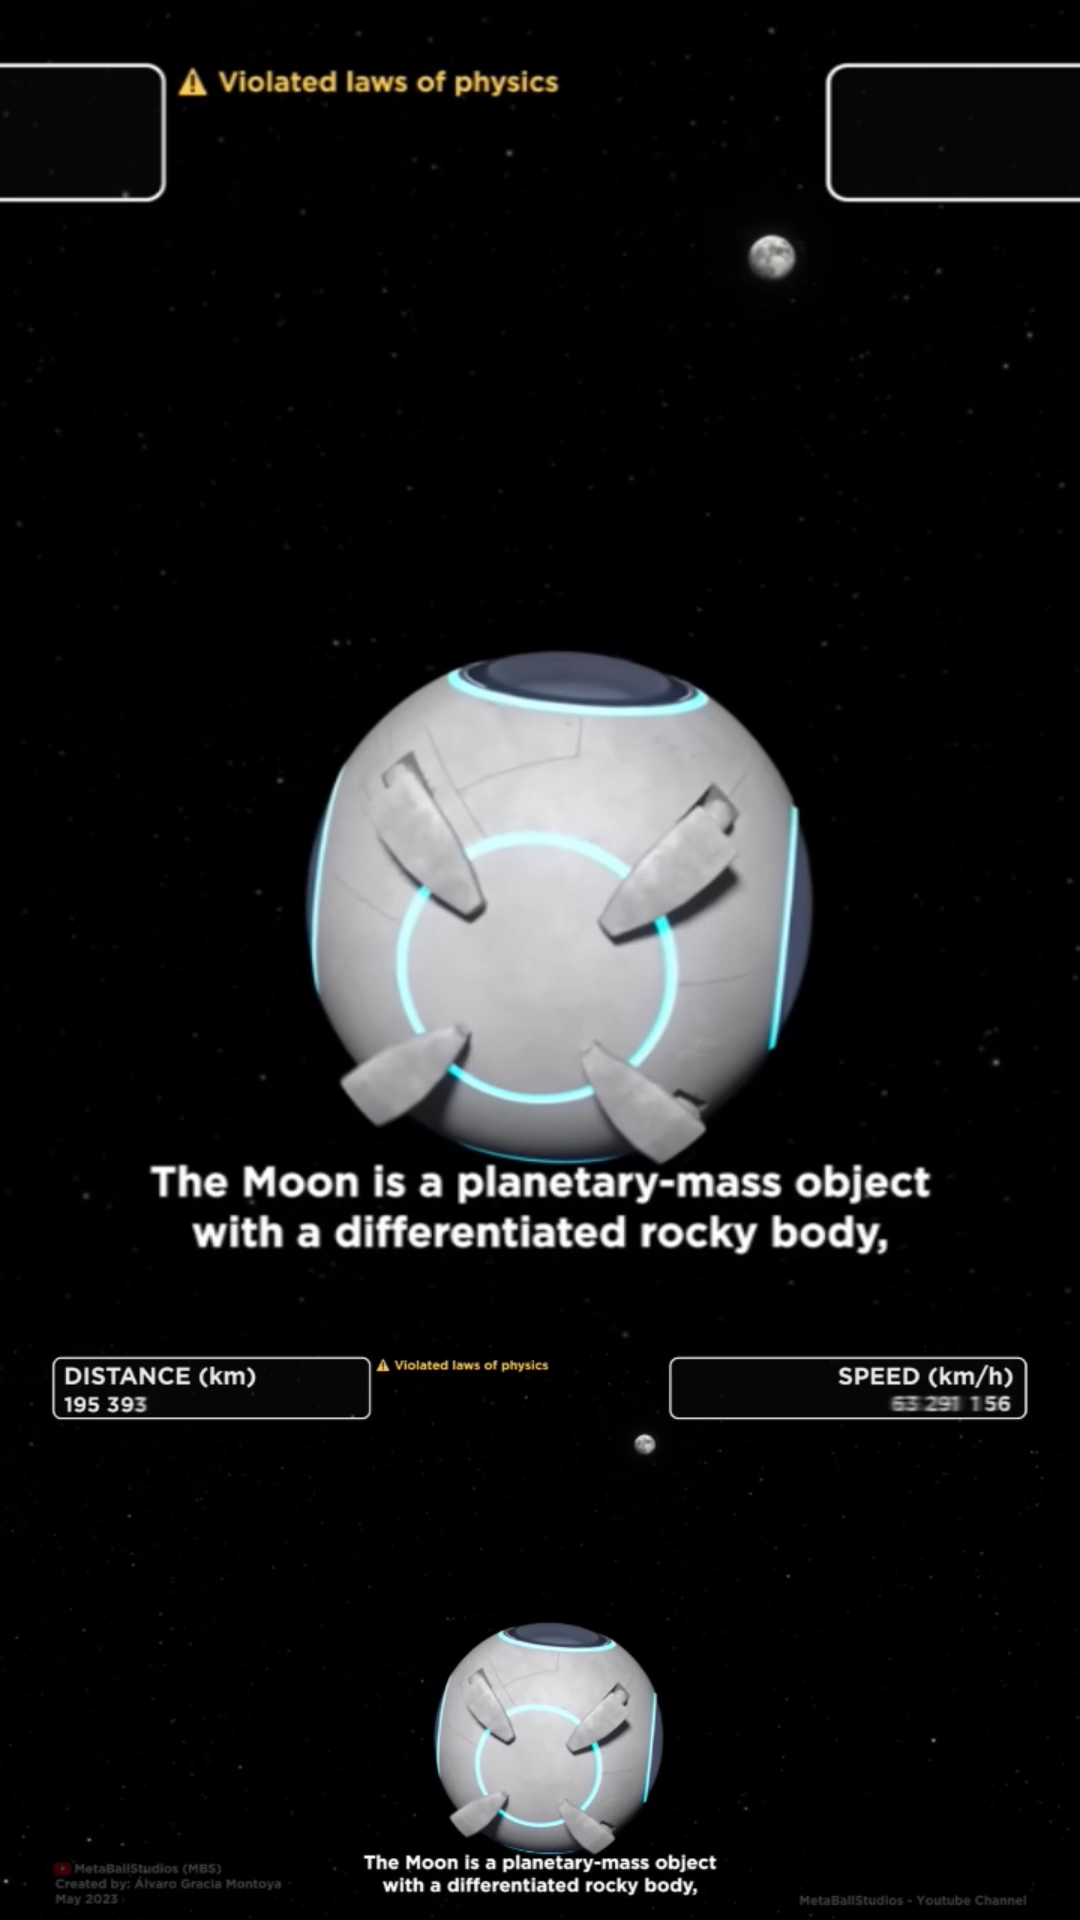 ⚠ Violated laws of physics
The Moon is a planetary-mass object
with a differentiated rocky body,
DISTANCE (km)
195 393
⚠ Violated laws of physics
SPEED (km/h)
156
The Moon is a planetary-mass object
with a differentiated rocky body,
MetaBallStudios (MBS)
Created by: Álvaro Gracia Montoya
May 2023
MetaBallStudios - Youtube Channel